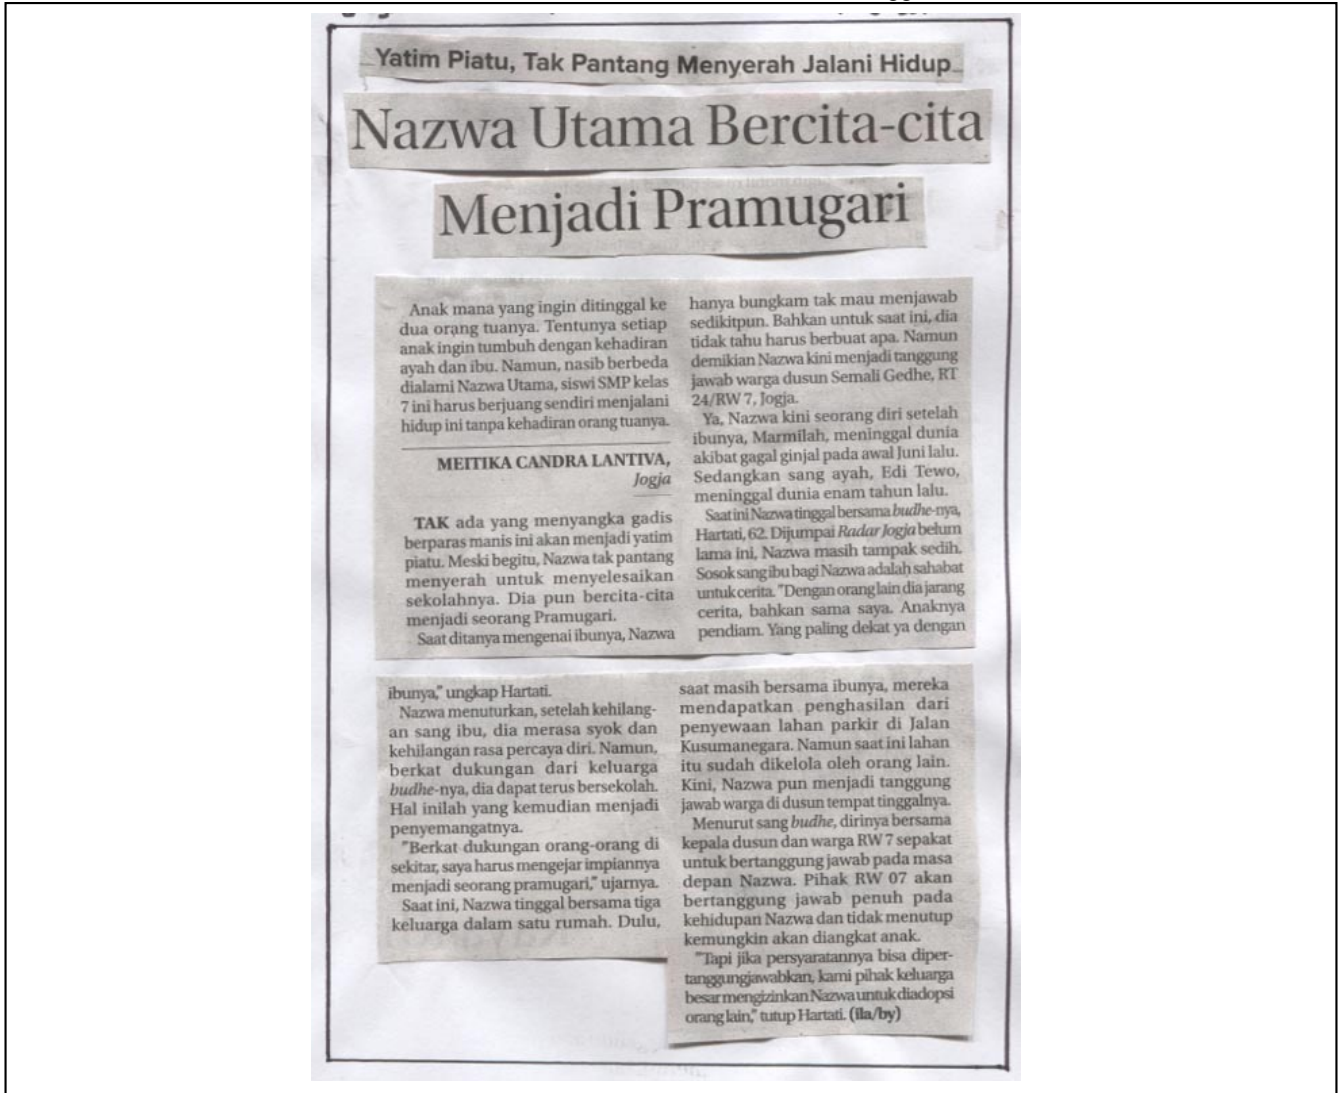 Yatim Piatu, Tak Pantang Menyerah Jalani Hidup
Nazwa Utama Bercita-cita
Menjadi Pramugari
Anak mana yang ingin ditinggal ke
dua orang tuanya. Tentunya setiap
anak ingin tumbuh dengan kehadiran
ayah dan ibu. Namun, nasib berbeda
dialami Nazwa Utama, siswi SMP kelas
7 ini harus berjuang sendiri menjalani
hidup ini tanpa kehadiran orang tuanya.
MEITIKA CANDRA LANTIVA,
Jogja
TAK ada yang menyangka gadis
berparas manis ini akan menjadi yatim
piatu. Meski begitu, Nazwa tak pantang
menyerah untuk menyelesaikan
sekolahnya. Dia pun bercita-cita
menjadi seorang Pramugari.
Saat ditanya mengenai ibunya, Nazwa
hanya bungkam tak mau menjawab
sedikitpun. Bahkan untuk saat ini, dia
tidak tahu harus berbuat apa. Namun
demikian Nazwa kini menjadi tanggung
jawab warga dusun Semali Gedhe, RT
24/RW 7, Jogja.
Ya, Nazwa kini seorang diri setelah
ibunya, Marmilah, meninggal dunia
akibat gagal ginjal pada awal Juni lalu.
Sedangkan sang ayah, Edi Tewo,
meninggal dunia enam tahun lalu.
Saat ini Nazwa tinggal bersama budhe-nya,
Hartati, 62. Dijumpai Radar Jogja belum
lama ini, Nazwa masih tampak sedih.
Sosok sang ibu bagi Nazwa adalah sahabat
untuk cerita. "Dengan orang lain dia jarang
cerita, bahkan sama saya. Anaknya
pendiam. Yang paling dekat ya dengan
ibunya," ungkap Hartati.
Nazwa menuturkan, setelah kehilang-
an sang ibu, dia merasa syok dan
kehilangan rasa percaya diri. Namun,
berkat dukungan dari keluarga
budhe-nya, dia dapat terus bersekolah.
Hal inilah yang kemudian menjadi
penyemangatnya.
"Berkat dukungan orang-orang di
sekitar, saya harus mengejar impiannya
menjadi seorang pramugari," ujarnya.
Saat ini, Nazwa tinggal bersama tiga
keluarga dalam satu rumah. Dulu,
saat masih bersama ibunya, mereka
mendapatkan penghasilan dari
penyewaan lahan parkir di Jalan
Kusumanegara. Namun saat ini lahan
itu sudah dikelola oleh orang lain.
Kini, Nazwa pun menjadi tanggung
jawab warga di dusun tempat tinggalnya.
Menurut sang budhe, dirinya bersama
kepala dusun dan warga RW 7 sepakat
untuk bertanggung jawab pada masa
depan Nazwa. Pihak RW 07 akan
bertanggung jawab penuh pada
kehidupan Nazwa dan tidak menutup
kemungkin akan diangkat anak.
"Tapi jika persyaratannya bisa diper-
tanggungjawabkan, kami pihak keluarga
besar mengizinkan Nazwa untuk diadopsi
orang lain," tutup Hartati. (ila/by)